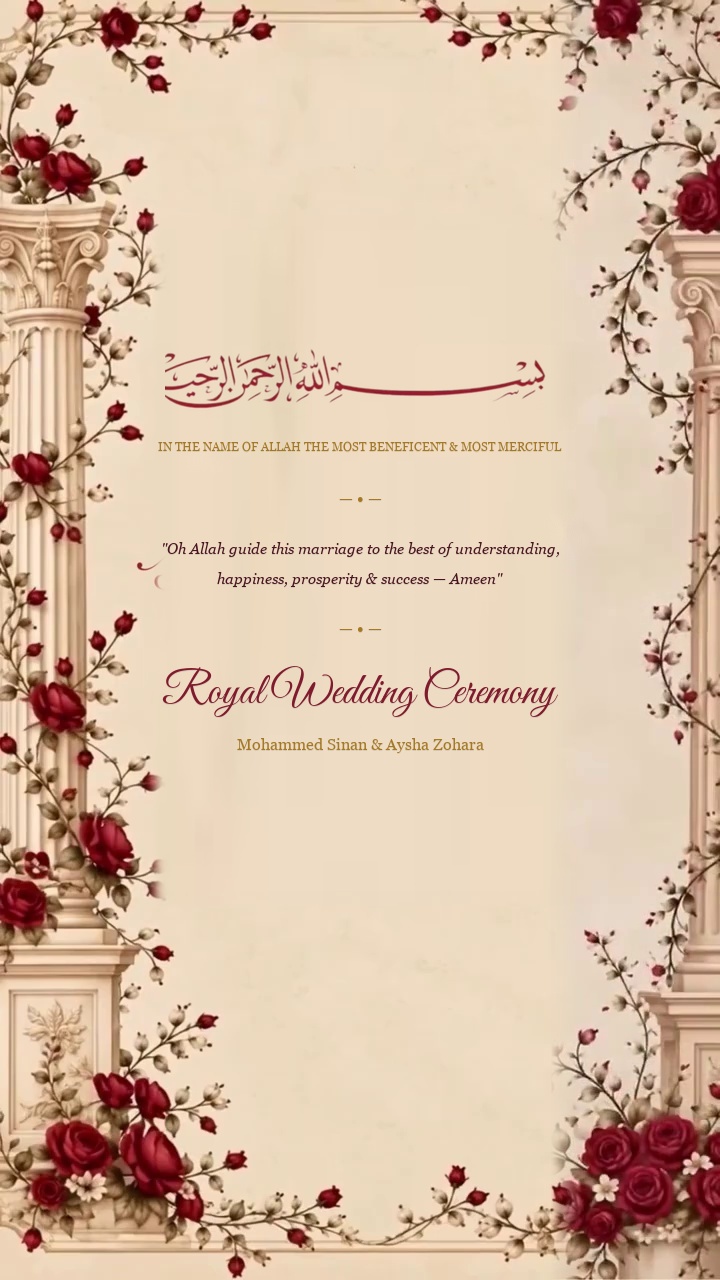 بسم الله الرحمن الرحيـ
IN THE NAME OF ALLAH THE MOST BENEFICENT & MOST MERCIFUL
— • —
"Oh Allah guide this marriage to the best of understanding,
happiness, prosperity & success — Ameen"
— • —
Royal Wedding Ceremony
Mohammed Sinan & Aysha Zohara